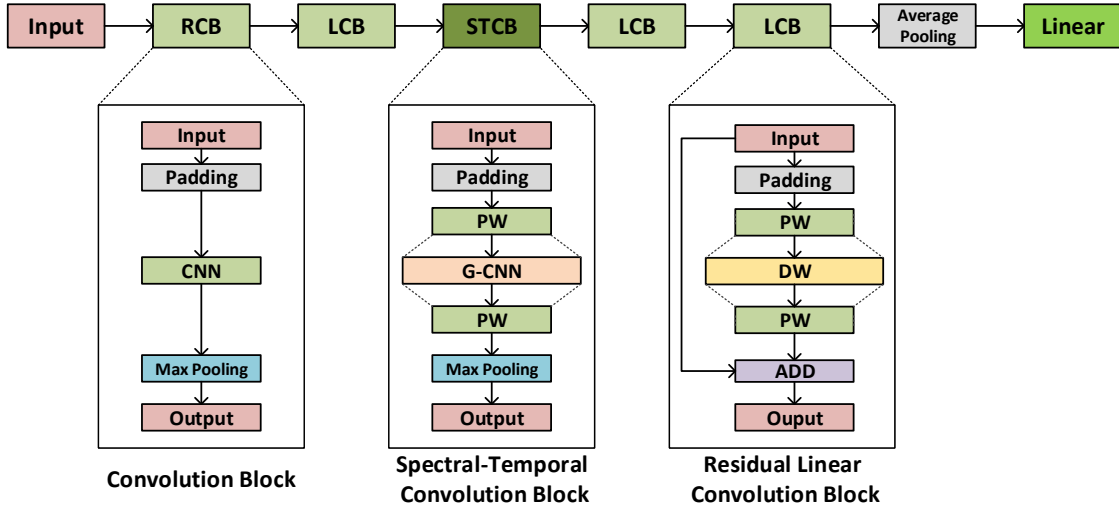 Input
RCB
LCB
STCB
LCB
LCB
Average
Pooling
Linear
Input
Padding
CNN
Max Pooling
Output
Convolution Block
Input
Padding
PW
G-CNN
PW
Max Pooling
Output
Spectral-Temporal
Convolution Block
Input
Padding
PW
DW
PW
ADD
Ouput
Residual Linear
Convolution Block